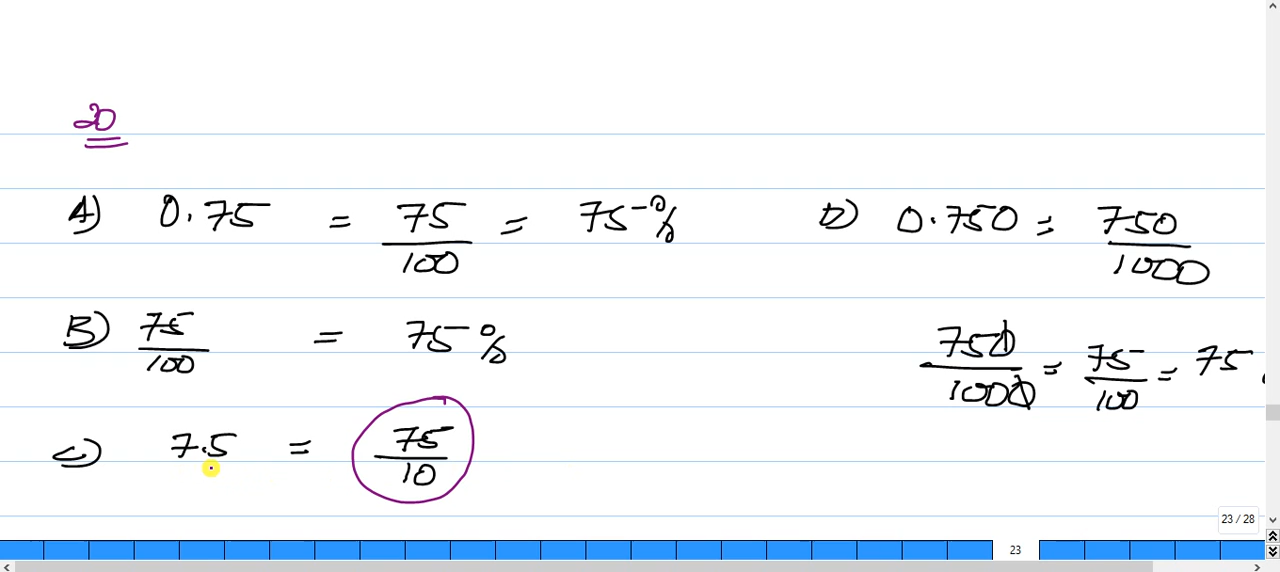 20
A) 0.75 = 75/100 = 75%
B) 75/100 = 75%
C) 7.5 = 75/10
D) 0.750 = 750/1000
750/1000 = 75/100 = 75
23 / 28
23